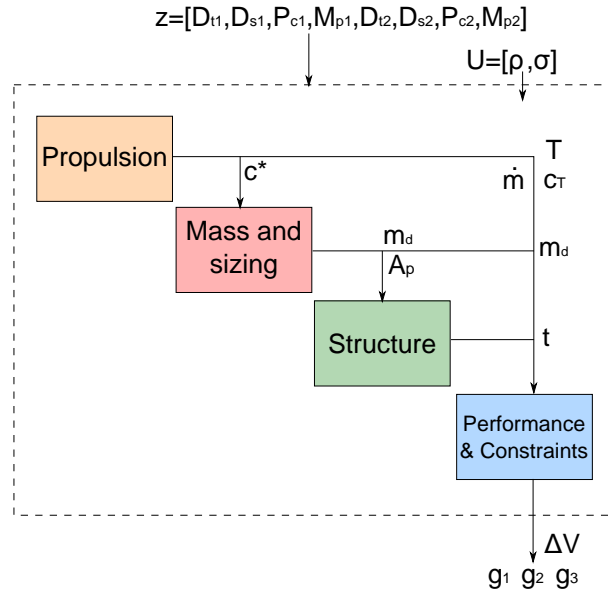 z=[Dt1,Ds1,Pc1,Mp1,Dt2,Ds2,Pc2,Mp2]
U=[ρ,σ]
Propulsion
T
c*
ṁ cT
Mass and
sizing
md
md
Ap
Structure
t
Performance
& Constraints
ΔV
g1 g2 g3